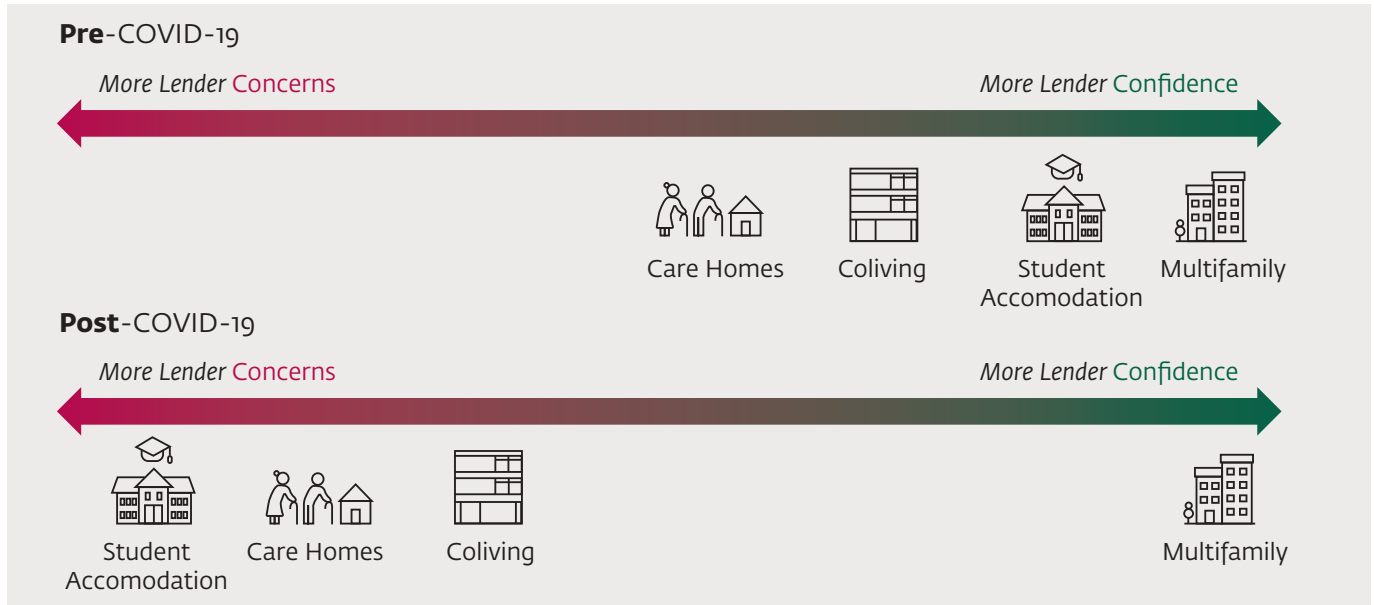 Pre-COVID-19
More Lender Concerns
More Lender Confidence
Care Homes
Coliving
Student
Accomodation
Multifamily
Post-COVID-19
More Lender Concerns
More Lender Confidence
Student
Accomodation
Care Homes
Coliving
Multifamily